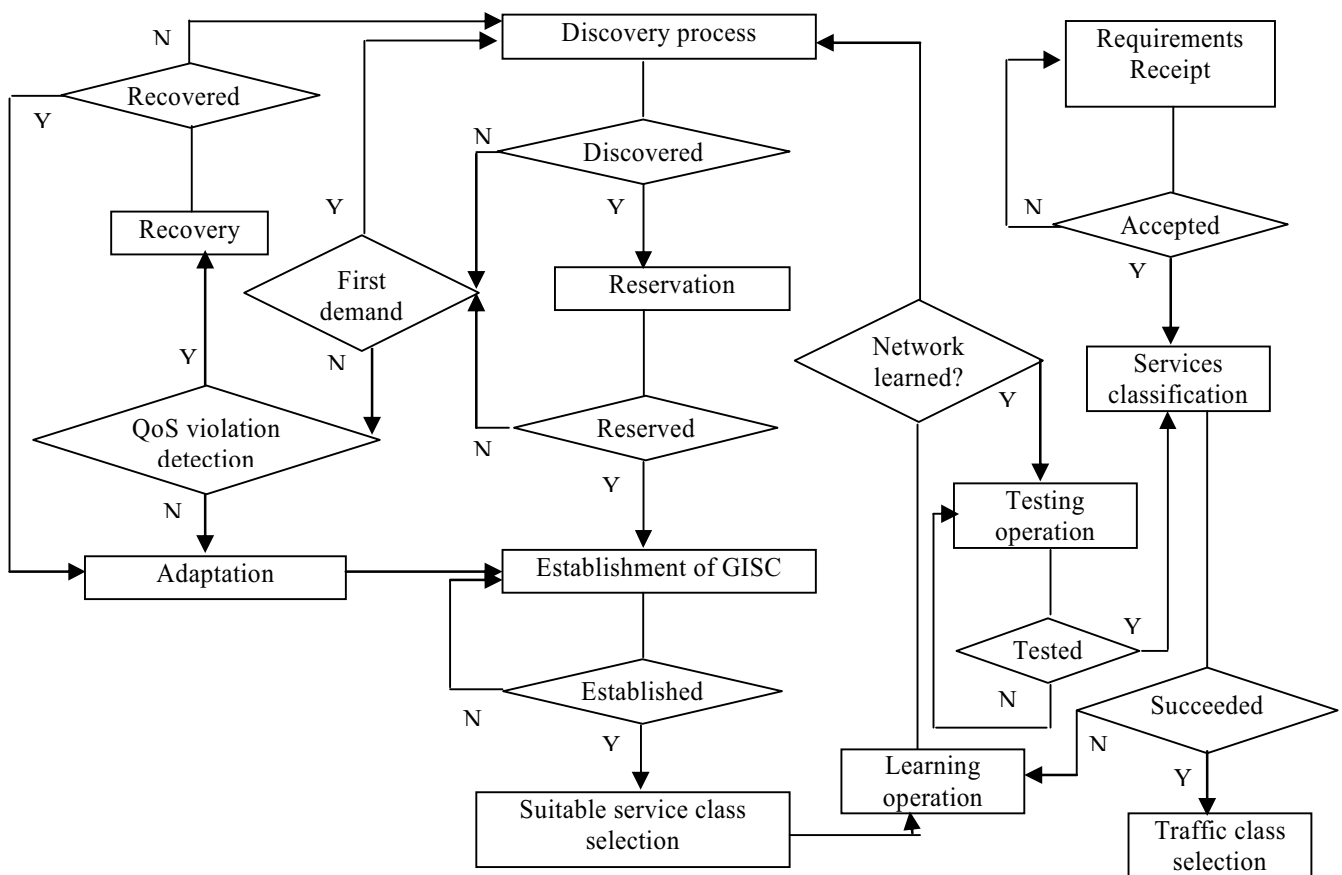 N
Discovery process
Requirements
Receipt
Recovered
Y
N
Discovered
Y
Y
N
Accepted
Recovery
Y
First
demand
Reservation
Network
learned?
Services
classification
Y
N
Y
QoS violation
detection
N
Reserved
N
Y
Testing
operation
Adaptation
Establishment of GISC
Y
Tested
N
Established
N
Y
Succeeded
N
Y
Learning
operation
Suitable service class
selection
Traffic class
selection